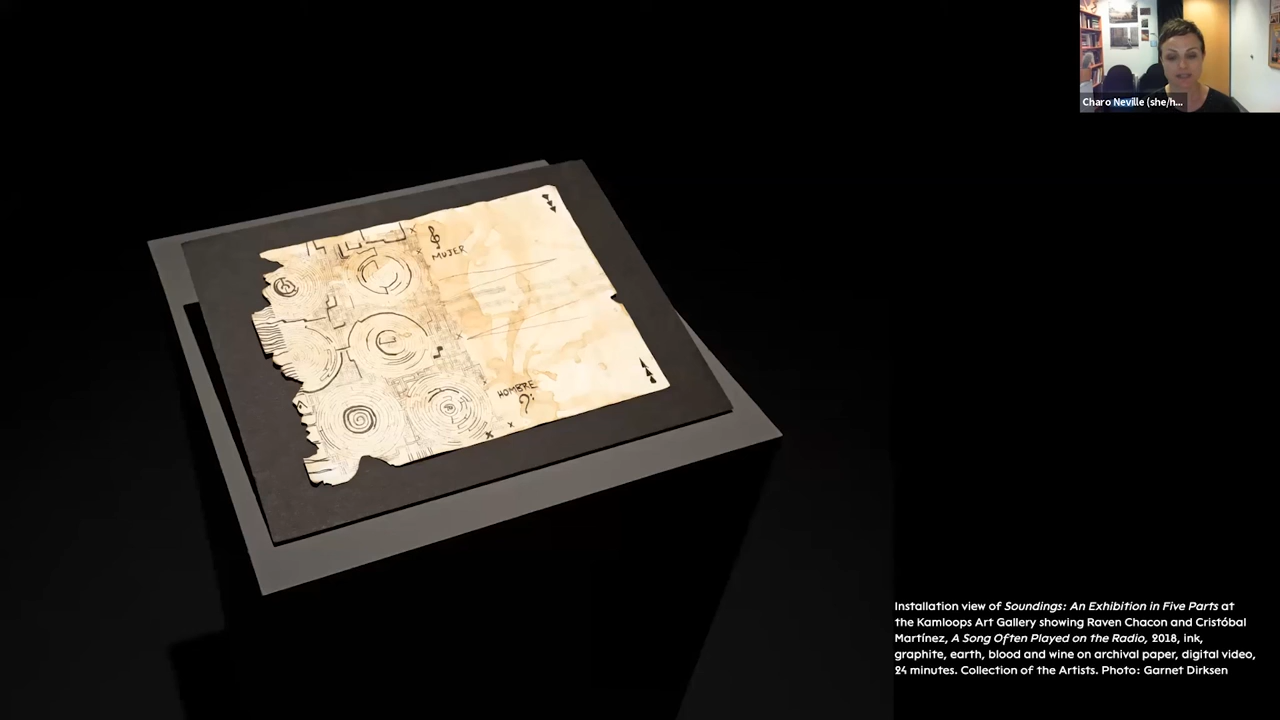 Charo Neville (she/h...
MUJER
HOMBRE
Installation view of Soundings: An Exhibition in Five Parts at
the Kamloops Art Gallery showing Raven Chacon and Cristóbal
Martínez, A Song Often Played on the Radio, 2018, ink,
graphite, earth, blood and wine on archival paper, digital video,
24 minutes. Collection of the Artists. Photo: Garnet Dirksen